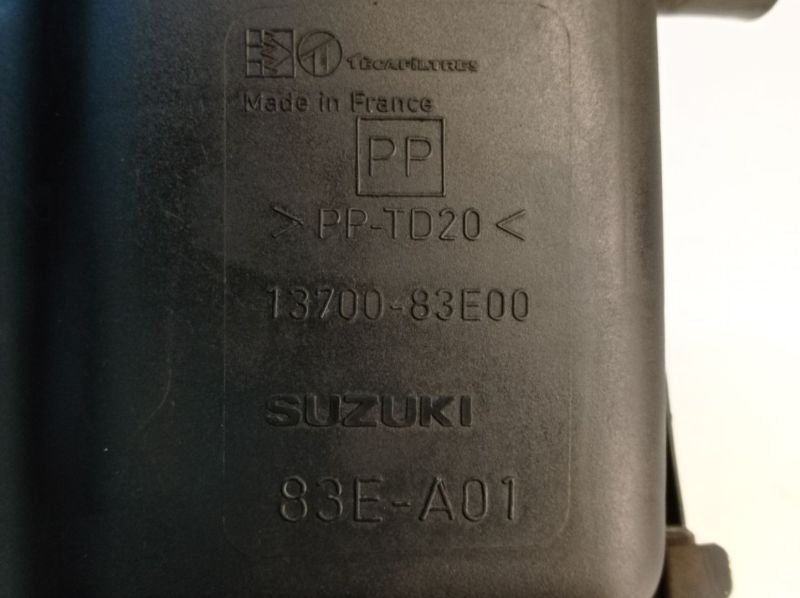 TECAFILTRES
Made in France
PP
> PP-TD20 <
13700-83E00
SUZUKI
83E-A01